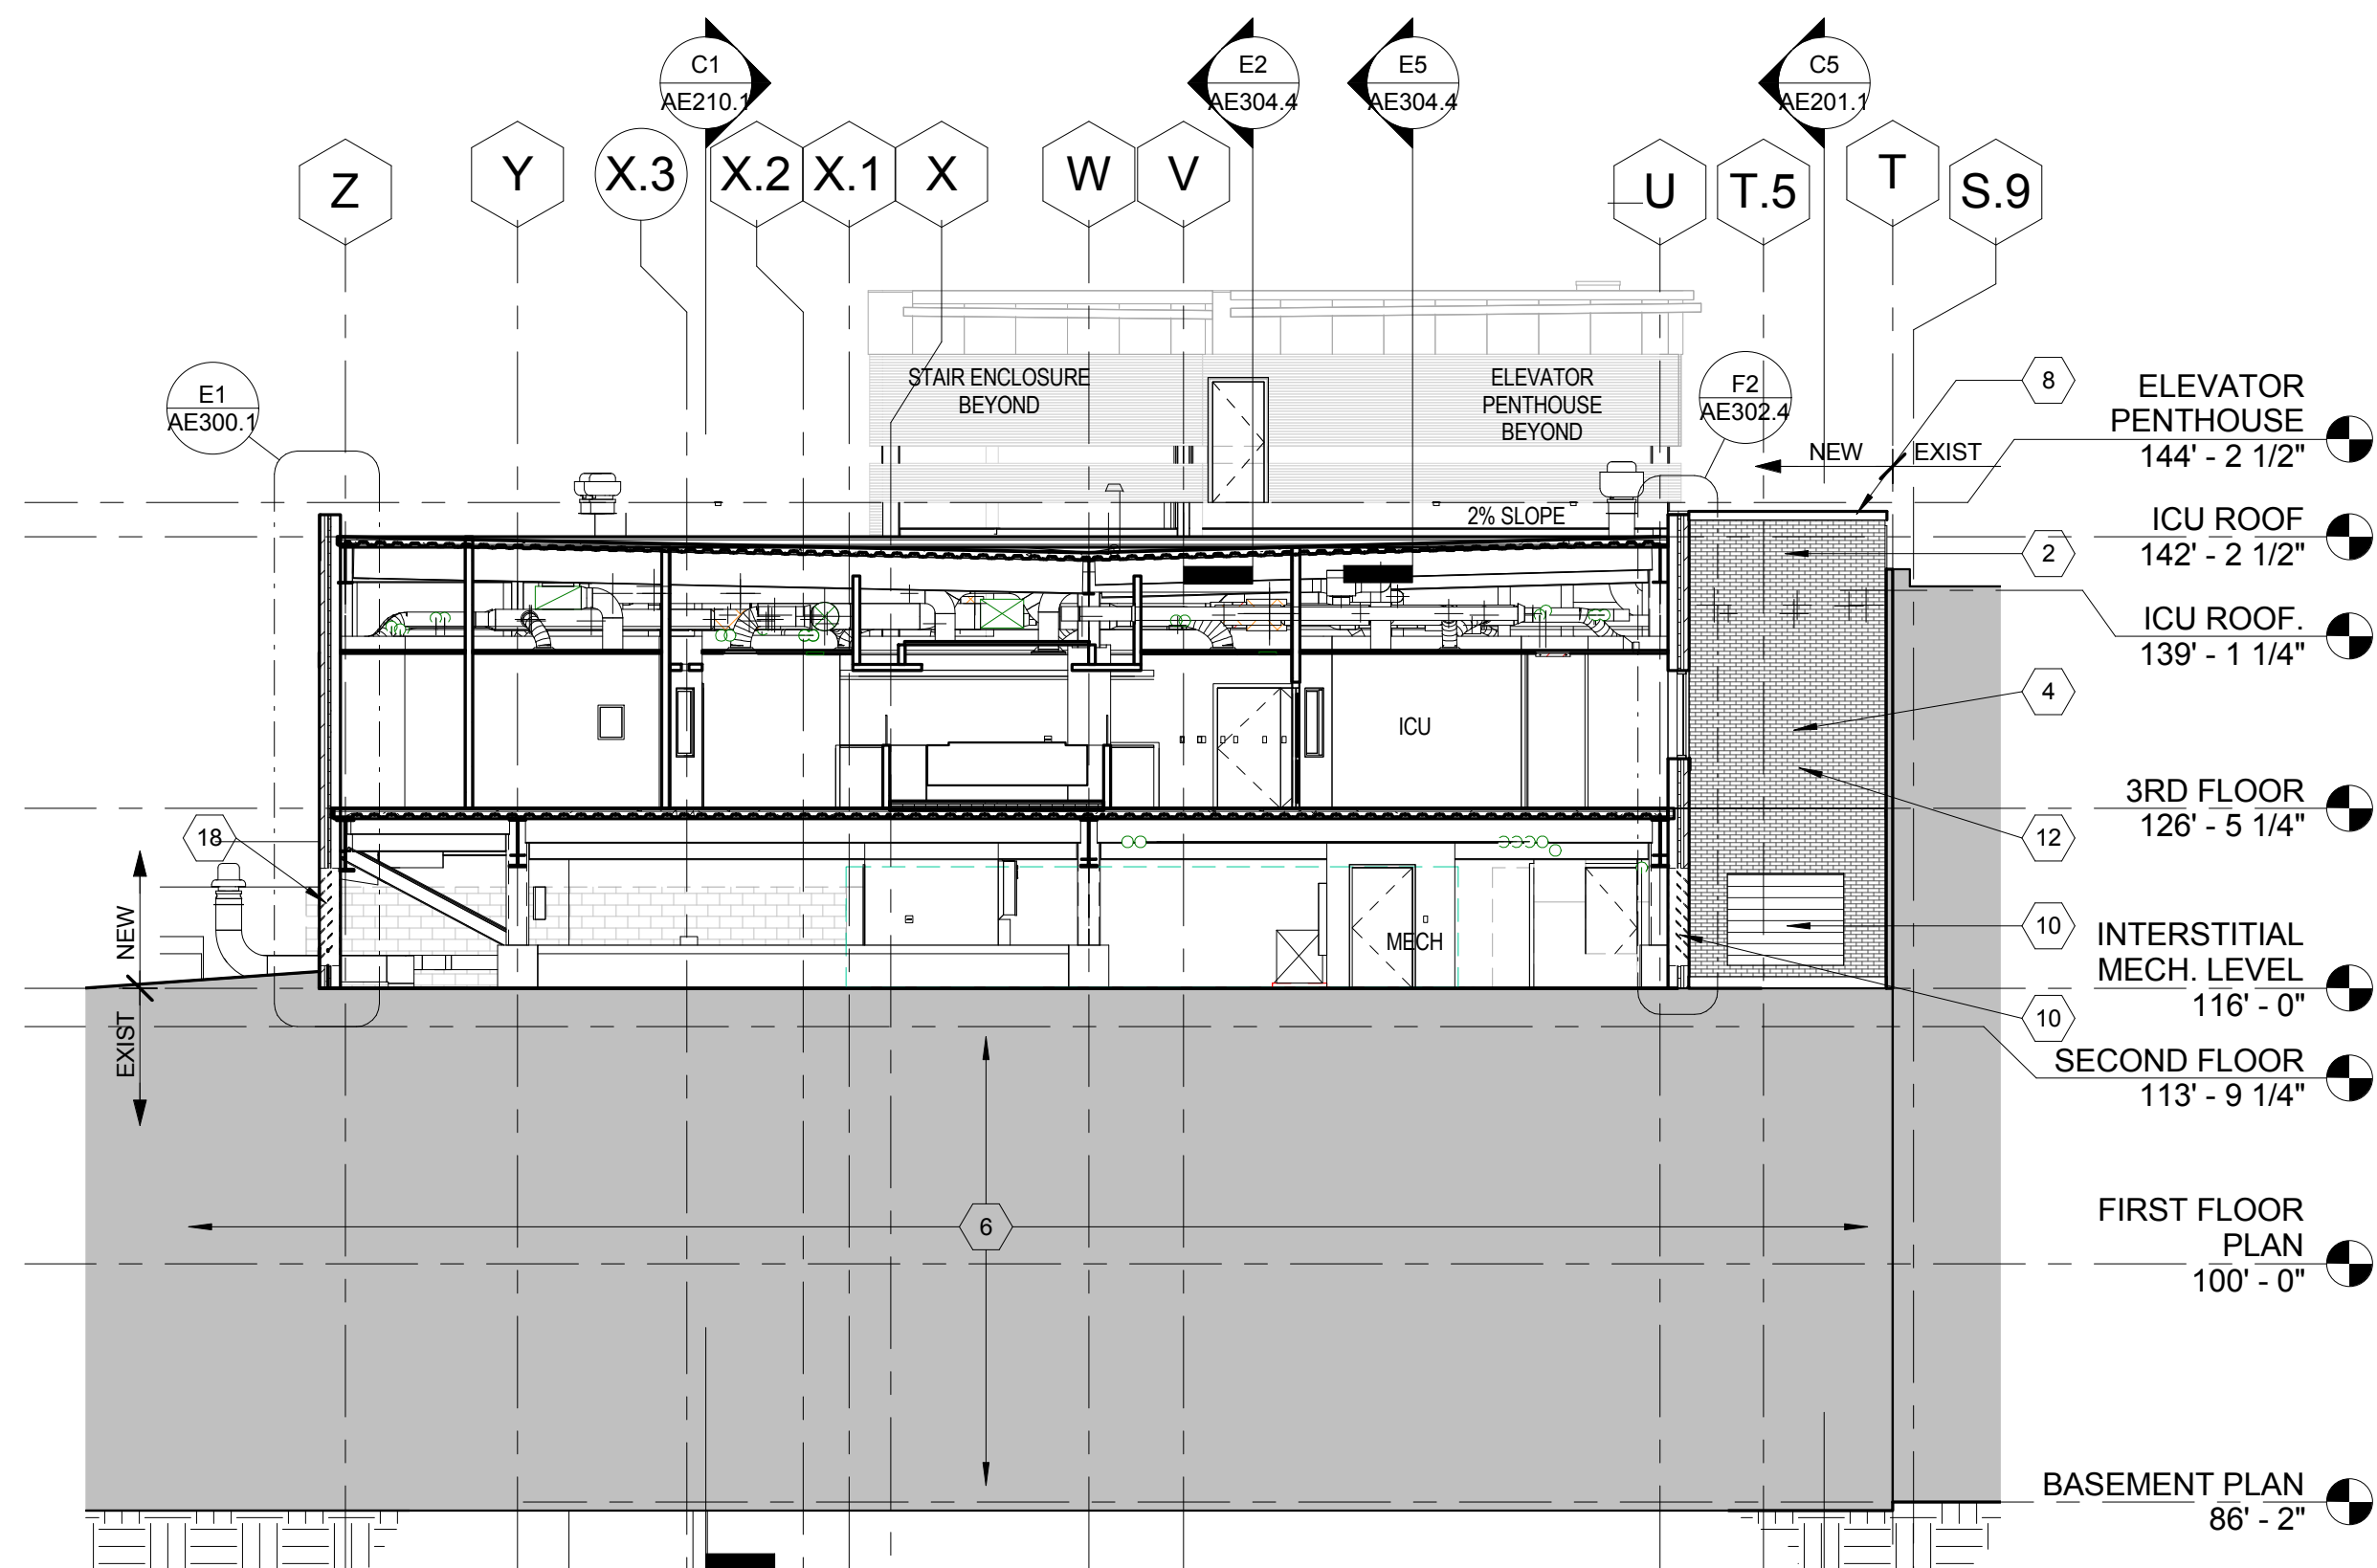 C1
AE210.1
E2
AE304.4
E5
AE304.4
C5
AE201.1
Z
Y
X.3
X.2
X.1
X
W
V
U
T.5
T
S.9
E1
AE300.1
STAIR ENCLOSURE
BEYOND
ELEVATOR
PENTHOUSE
BEYOND
F2
AE302.4
NEW
EXIST
2% SLOPE
8
ELEVATOR
PENTHOUSE
144' - 2 1/2"
2
ICU ROOF
142' - 2 1/2"
ICU ROOF.
139' - 1 1/4"
4
ICU
3RD FLOOR
126' - 5 1/4"
12
18
NEW
EXIST
MECH
10
INTERSTITIAL
MECH. LEVEL
116' - 0"
10
SECOND FLOOR
113' - 9 1/4"
6
FIRST FLOOR
PLAN
100' - 0"
BASEMENT PLAN
86' - 2"